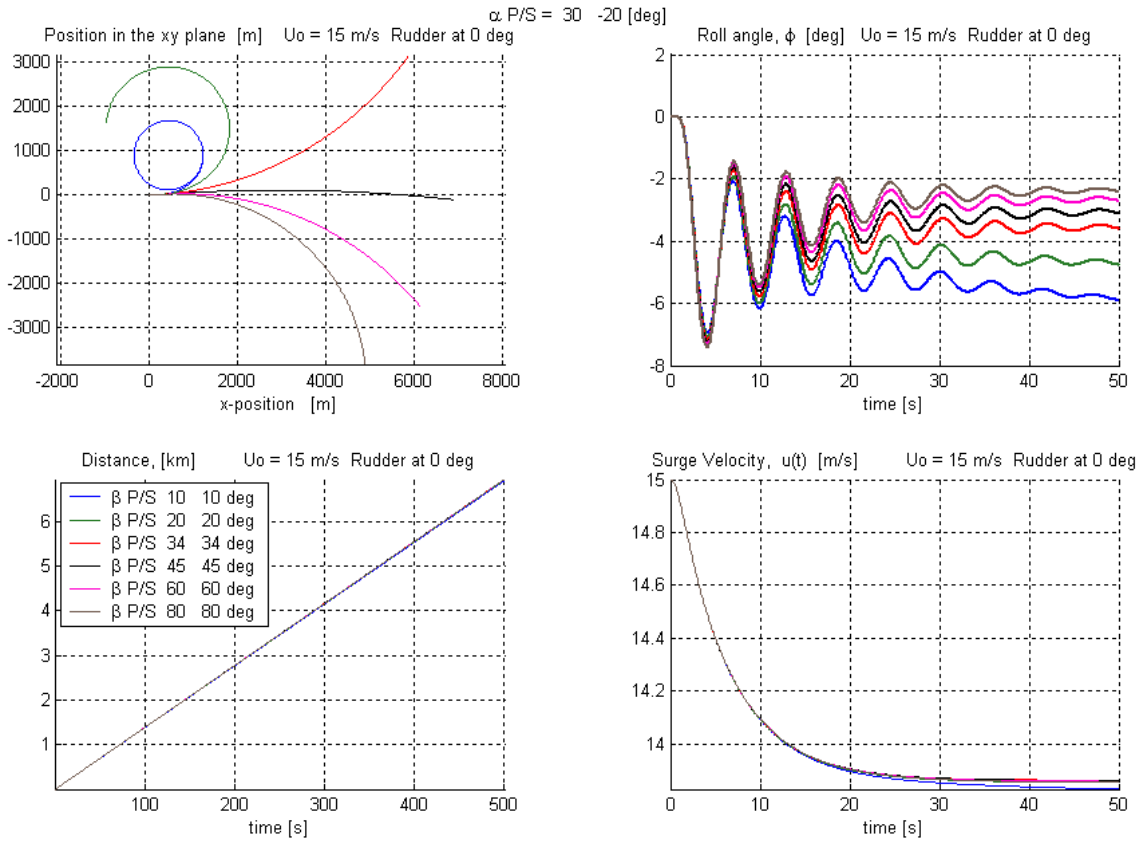 α P/S = 30 -20 [deg]
Position in the xy plane [m] Uo = 15 m/s Rudder at 0 deg
3000
2000
1000
0
-1000
-2000
-3000
-2000 0 2000 4000 6000 8000
x-position [m]
Roll angle, ϕ [deg] Uo = 15 m/s Rudder at 0 deg
2
0
-2
-4
-6
-8
0 10 20 30 40 50
time [s]
Distance, [km] Uo = 15 m/s Rudder at 0 deg
6
5
4
3
2
1
β P/S 10 10 deg
β P/S 20 20 deg
β P/S 34 34 deg
β P/S 45 45 deg
β P/S 60 60 deg
β P/S 80 80 deg
100 200 300 400 500
time [s]
Surge Velocity, u(t) [m/s] Uo = 15 m/s Rudder at 0 deg
15
14.8
14.6
14.4
14.2
14
0 10 20 30 40 50
time [s]